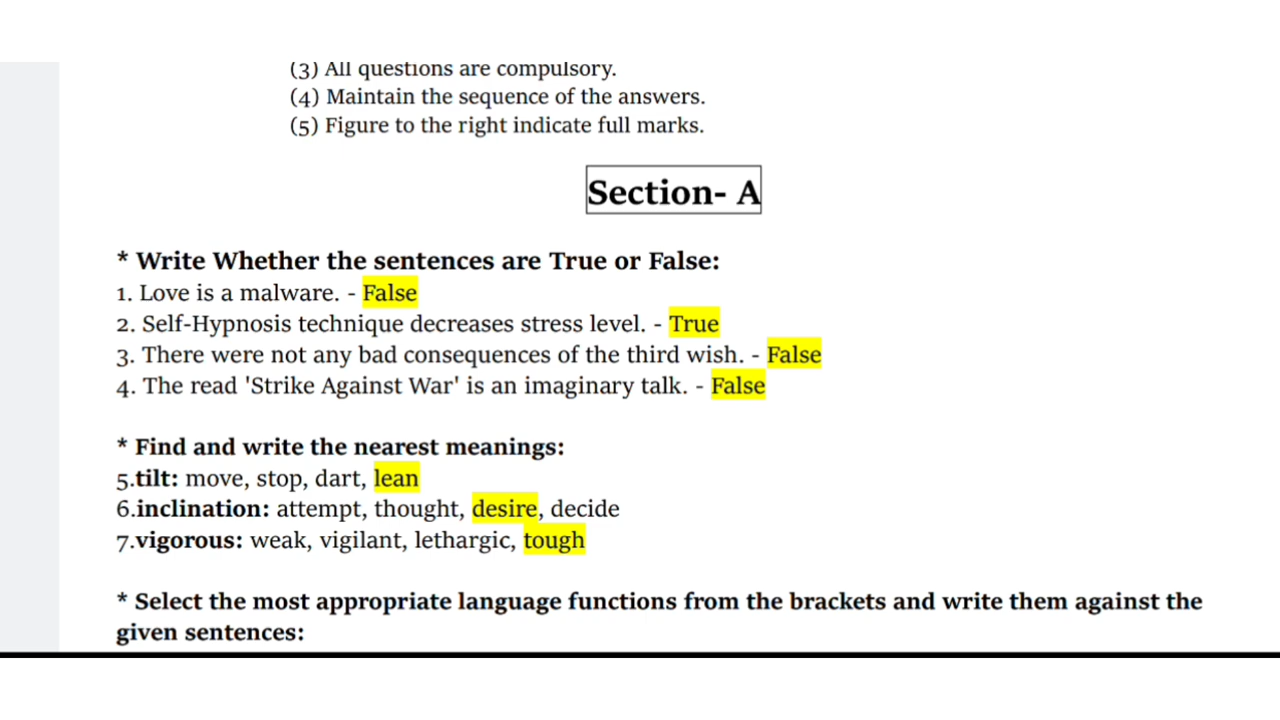 (3) All questions are compulsory.
(4) Maintain the sequence of the answers.
(5) Figure to the right indicate full marks.
Section- A
* Write Whether the sentences are True or False:
1. Love is a malware. - False
2. Self-Hypnosis technique decreases stress level. - True
3. There were not any bad consequences of the third wish. - False
4. The read 'Strike Against War' is an imaginary talk. - False
* Find and write the nearest meanings:
5.tilt: move, stop, dart, lean
6.inclination: attempt, thought, desire, decide
7.vigorous: weak, vigilant, lethargic, tough
* Select the most appropriate language functions from the brackets and write them against the
given sentences: